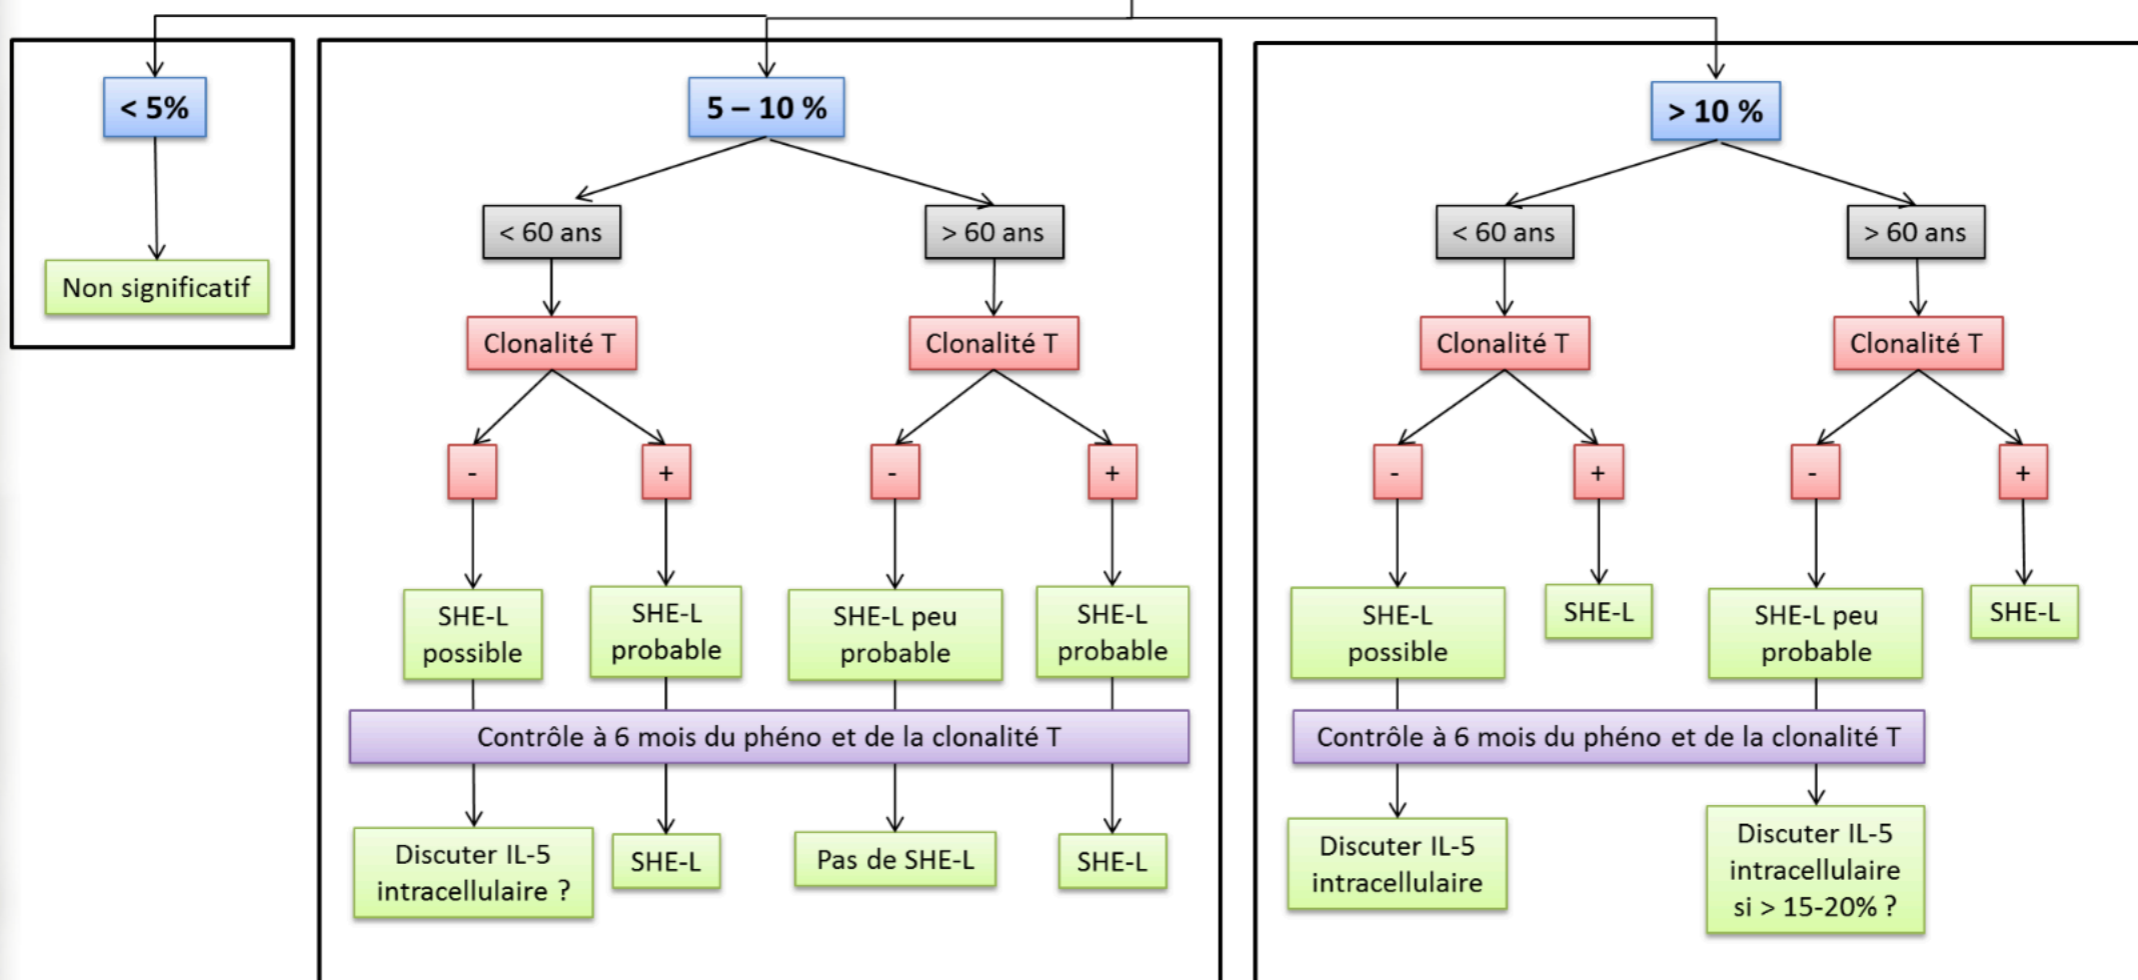 < 5%
5 – 10 %
> 10 %
< 60 ans
> 60 ans
< 60 ans
> 60 ans
Non significatif
Clonalité T
Clonalité T
Clonalité T
Clonalité T
-
+
-
+
-
+
-
+
SHE-L
possible
SHE-L
probable
SHE-L peu
probable
SHE-L
probable
SHE-L
possible
SHE-L
SHE-L peu
probable
SHE-L
Contrôle à 6 mois du phéno et de la clonalité T
Contrôle à 6 mois du phéno et de la clonalité T
Discuter IL-5
intracellulaire ?
SHE-L
Pas de SHE-L
SHE-L
Discuter IL-5
intracellulaire
Discuter IL-5
intracellulaire
si > 15-20% ?